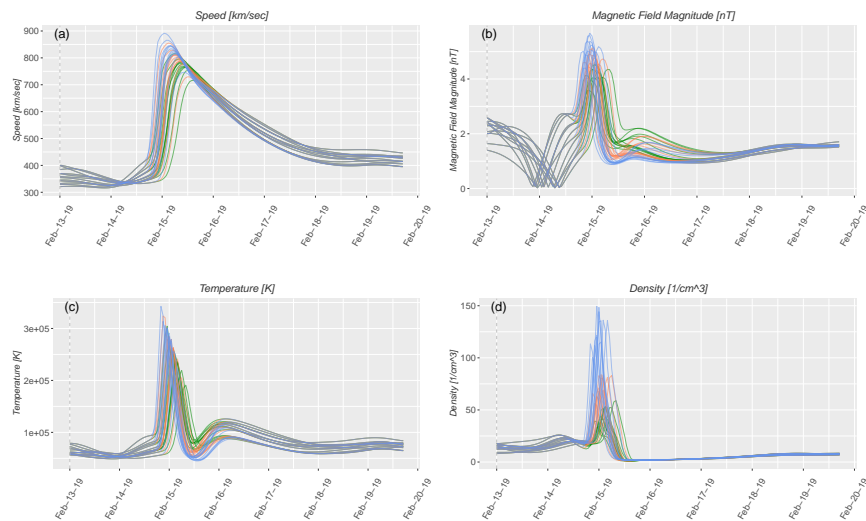 Speed [km/sec]
(a)
Speed [km/sec]
900
800
700
600
500
400
300
Feb−13−19
Feb−14−19
Feb−15−19
Feb−16−19
Feb−17−19
Feb−18−19
Feb−19−19
Feb−20−19
Magnetic Field Magnitude [nT]
(b)
Magnetic Field Magnitude [nT]
4
2
0
Feb−13−19
Feb−14−19
Feb−15−19
Feb−16−19
Feb−17−19
Feb−18−19
Feb−19−19
Feb−20−19
Temperature [K]
(c)
Temperature [K]
3e+05
2e+05
1e+05
Feb−13−19
Feb−14−19
Feb−15−19
Feb−16−19
Feb−17−19
Feb−18−19
Feb−19−19
Feb−20−19
Density [1/cm^3]
(d)
Density [1/cm^3]
150
100
50
0
Feb−13−19
Feb−14−19
Feb−15−19
Feb−16−19
Feb−17−19
Feb−18−19
Feb−19−19
Feb−20−19